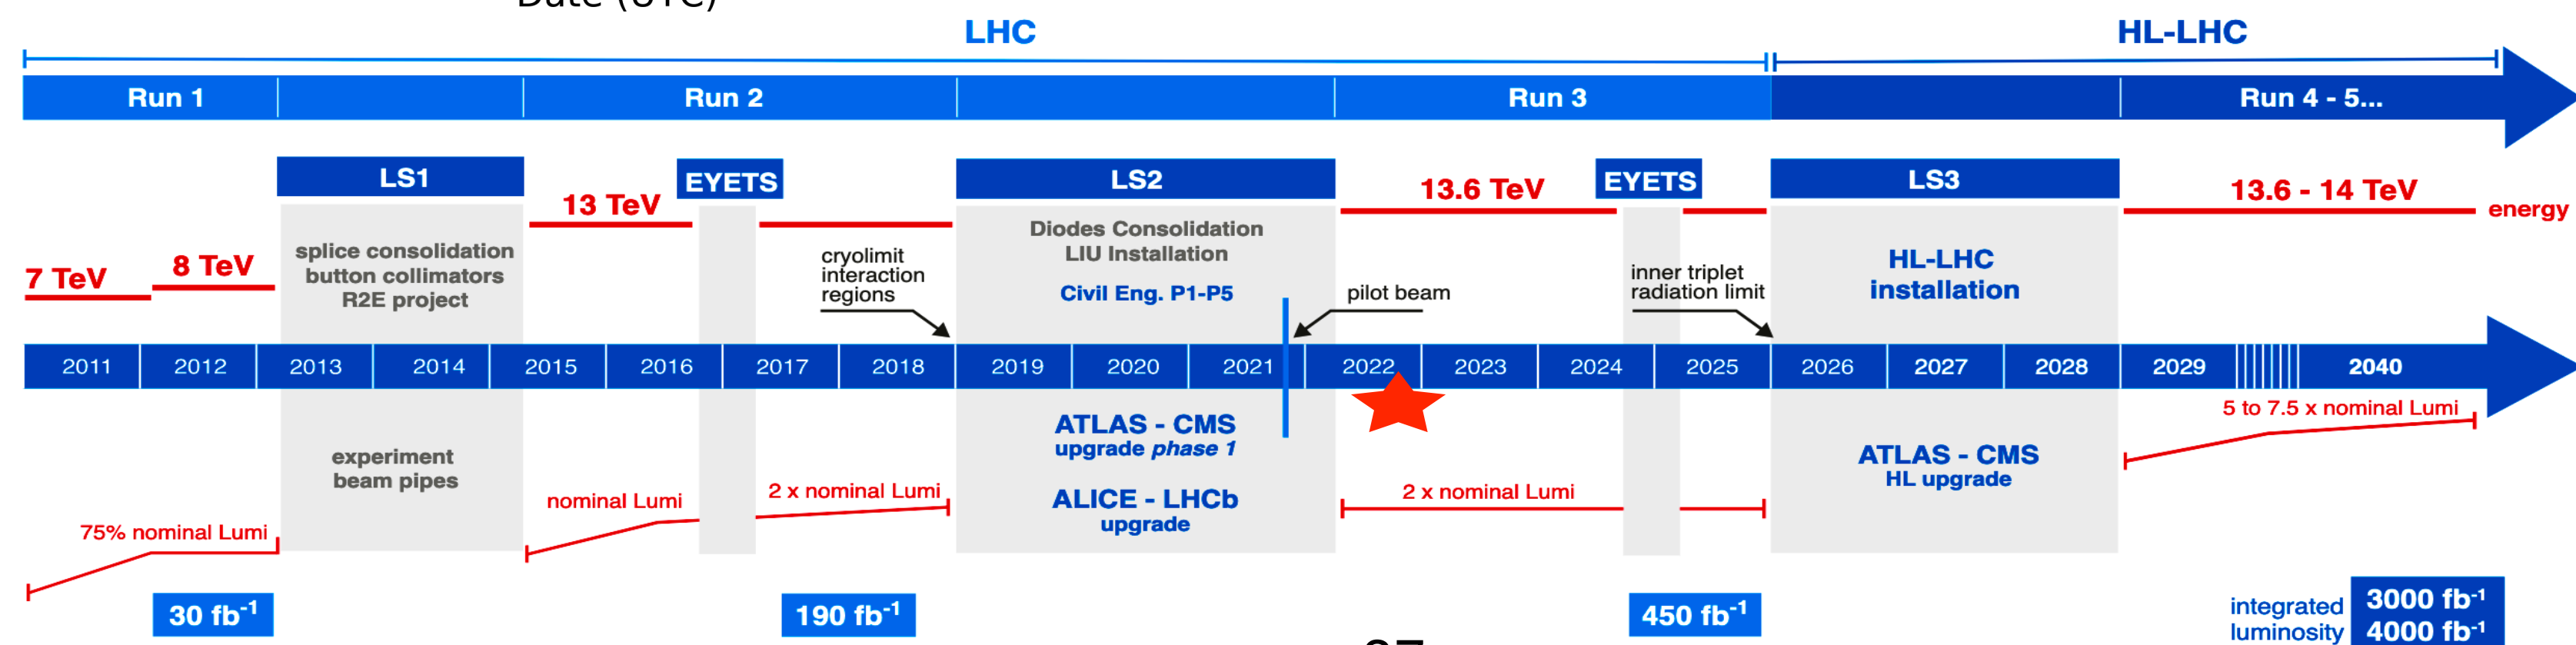 Date (UTC)
LHC
HL-LHC
Run 1
Run 2
Run 3
Run 4 - 5...
LS1
EYETS
LS2
EYETS
LS3
13 TeV
13.6 TeV
13.6 - 14 TeV
energy
7 TeV
8 TeV
splice consolidation
button collimators
R2E project
cryolimit
interaction
regions
Diodes Consolidation
LIU Installation
Civil Eng. P1-P5
pilot beam
inner triplet
radiation limit
HL-LHC
installation
2011
2012
2013
2014
2015
2016
2017
2018
2019
2020
2021
2022
2023
2024
2025
2026
2027
2028
2029
2040
experiment
beam pipes
ATLAS - CMS
upgrade phase 1
ALICE - LHCb
upgrade
ATLAS - CMS
HL upgrade
5 to 7.5 x nominal Lumi
75% nominal Lumi
nominal Lumi
2 x nominal Lumi
2 x nominal Lumi
30 fb-1
190 fb-1
450 fb-1
integrated
luminosity
3000 fb-1
4000 fb-1